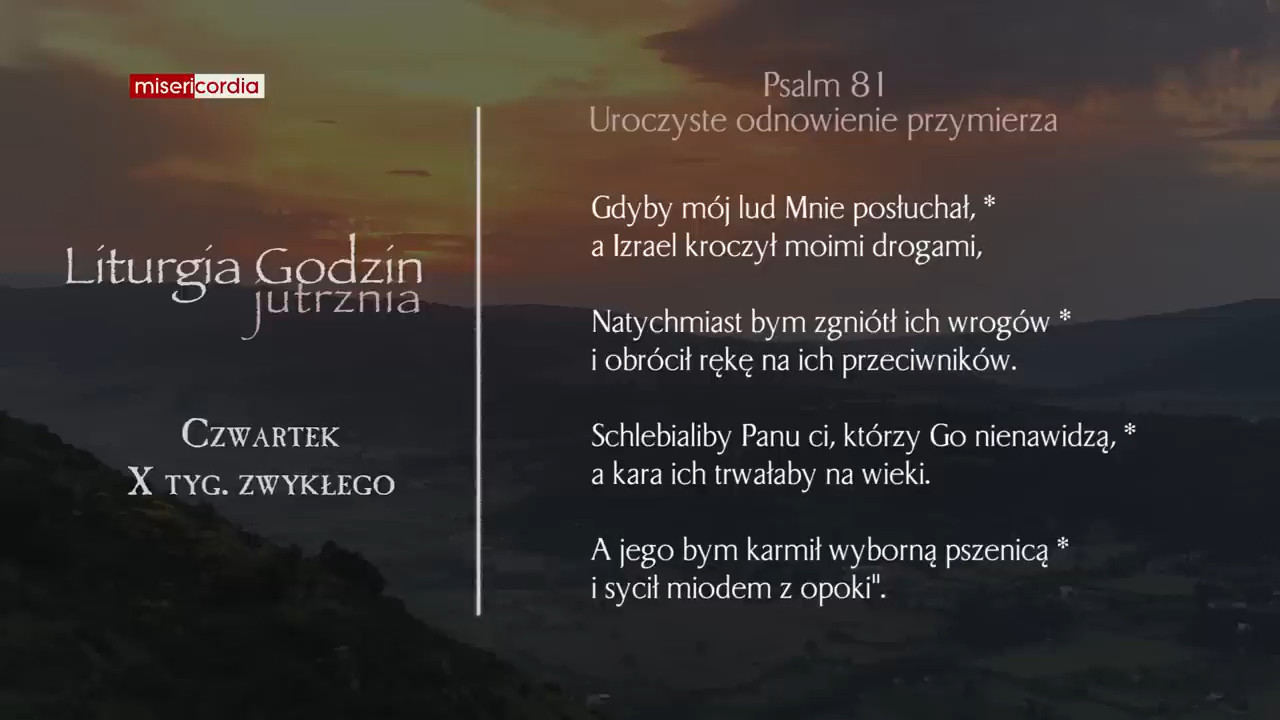 misericordia
Liturgia Godzin
jutrznia
Czwartek
X tyg. zwykłego
Psalm 81
Uroczyste odnowienie przymierza
Gdyby mój lud Mnie posłuchał, *
a Izrael kroczył moimi drogami,
Natychmiast bym zgniótł ich wrogów *
i obrócił rękę na ich przeciwników.
Schlebialiby Panu ci, którzy Go nienawidzą, *
a kara ich trwałaby na wieki.
A jego bym karmił wyborną pszenicą *
i sycił miodem z opoki".